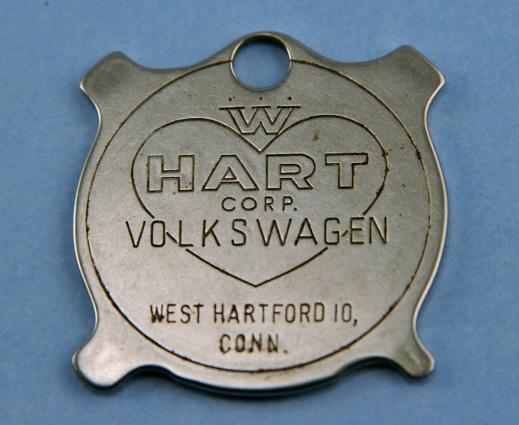 W
HART
CORP.
VOLKSWAGEN
WEST HARTFORD 10,
CONN.